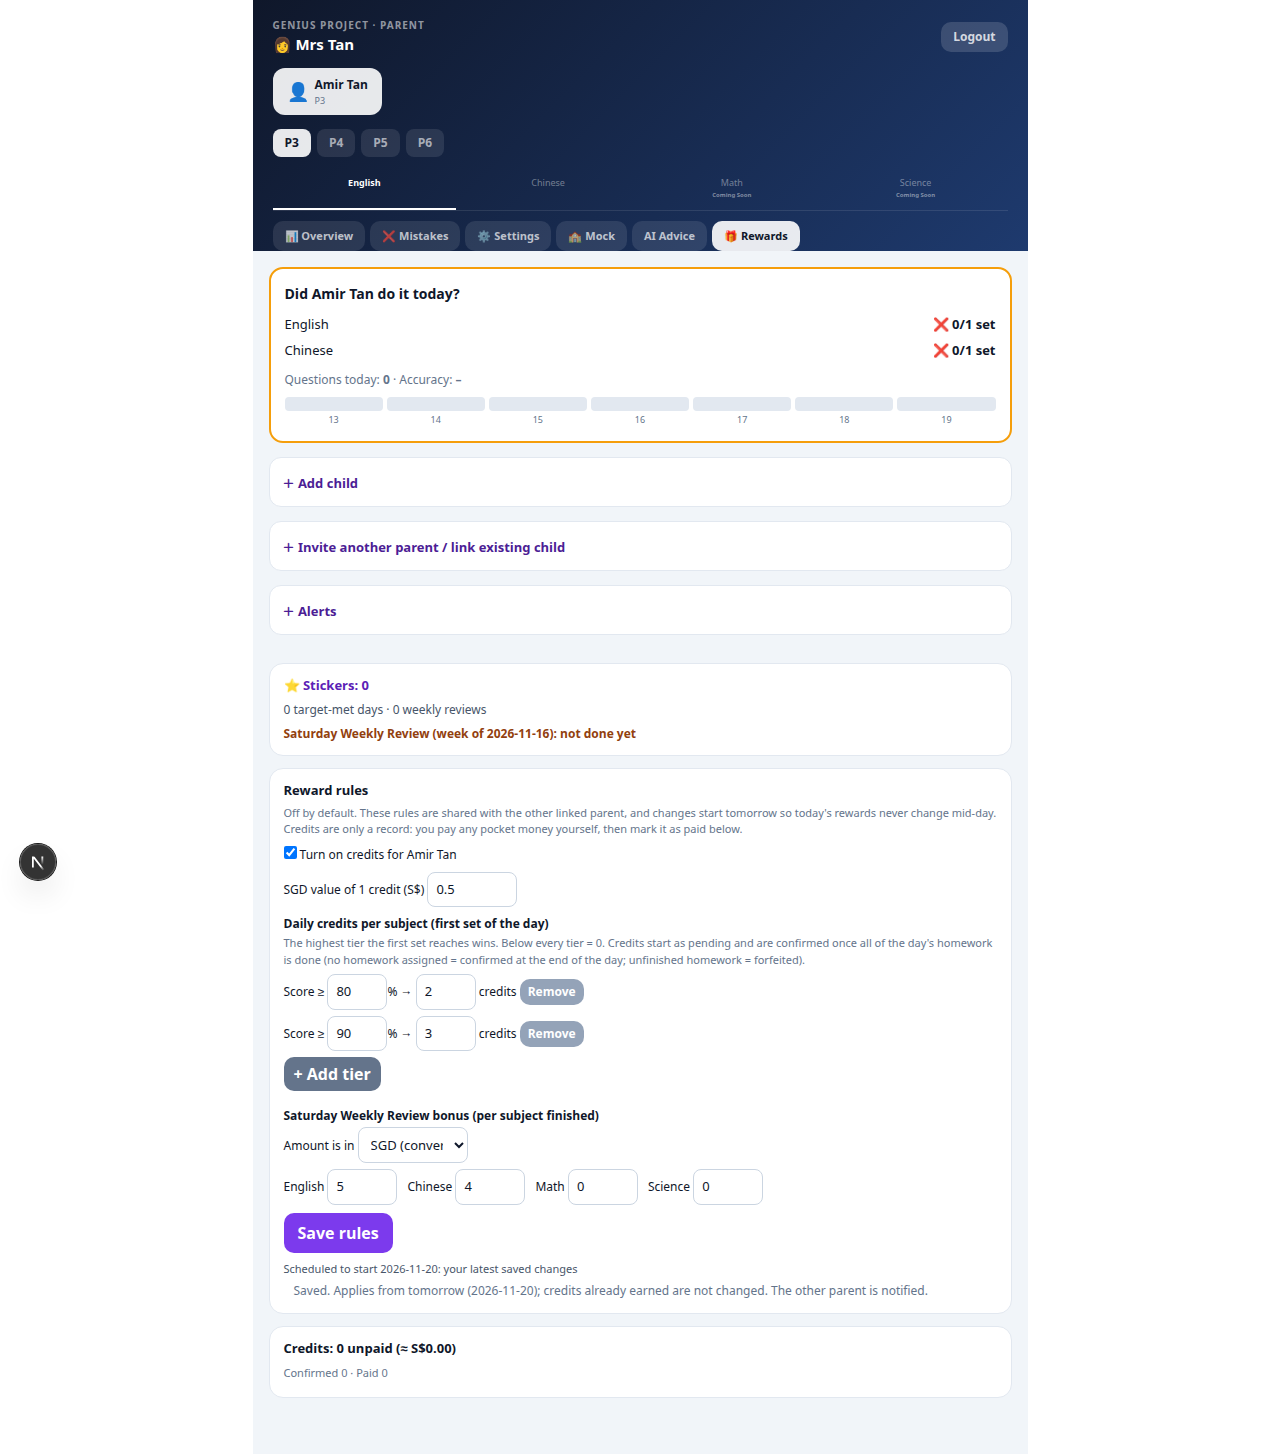 GENIUS PROJECT · PARENT
👩 Mrs Tan
Logout
👤 Amir Tan
P3
P3 P4 P5 P6
English Chinese Math Science
Coming Soon Coming Soon
📊 Overview ❌ Mistakes ⚙️ Settings 🏫 Mock AI Advice 🎁 Rewards
Did Amir Tan do it today?
English ❌ 0/1 set
Chinese ❌ 0/1 set
Questions today: 0 · Accuracy: –
13 14 15 16 17 18 19
+ Add child
+ Invite another parent / link existing child
+ Alerts
⭐ Stickers: 0
0 target-met days · 0 weekly reviews
Saturday Weekly Review (week of 2026-11-16): not done yet
Reward rules
Off by default. These rules are shared with the other linked parent, and changes start tomorrow so today's rewards never change mid-day.
Credits are only a record: you pay any pocket money yourself, then mark it as paid below.
Turn on credits for Amir Tan
SGD value of 1 credit (S$) 0.5
Daily credits per subject (first set of the day)
The highest tier the first set reaches wins. Below every tier = 0. Credits start as pending and are confirmed once all of the day's homework
is done (no homework assigned = confirmed at the end of the day; unfinished homework = forfeited).
Score ≥ 80 % → 2 credits Remove
Score ≥ 90 % → 3 credits Remove
+ Add tier
Saturday Weekly Review bonus (per subject finished)
Amount is in SGD (conver
English 5 Chinese 4 Math 0 Science 0
Save rules
Scheduled to start 2026-11-20: your latest saved changes
Saved. Applies from tomorrow (2026-11-20); credits already earned are not changed. The other parent is notified.
Credits: 0 unpaid (≈ S$0.00)
Confirmed 0 · Paid 0
N